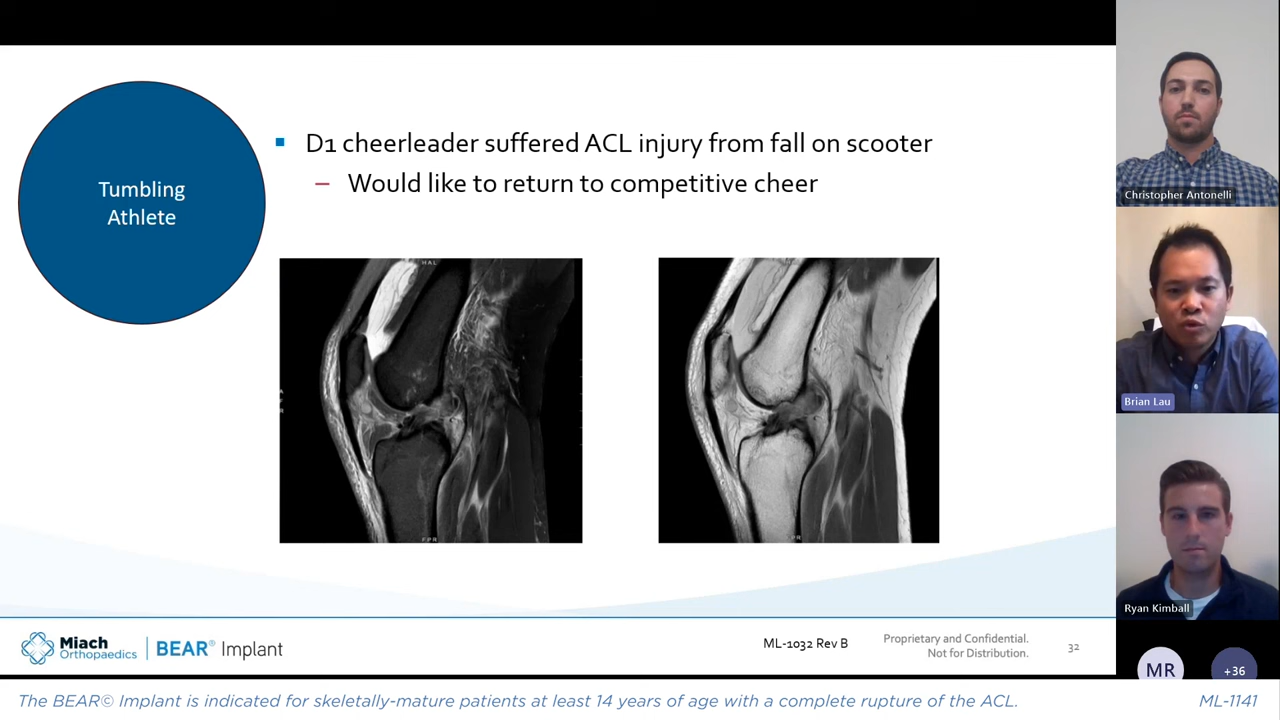 Tumbling
Athlete
▪ D1 cheerleader suffered ACL injury from fall on scooter
– Would like to return to competitive cheer
Miach
Orthopaedics
BEAR® Implant
ML-1032 Rev B
Proprietary and Confidential.
Not for Distribution.
32
The BEAR© Implant is indicated for skeletally-mature patients at least 14 years of age with a complete rupture of the ACL.
ML-1141
Christopher Antonelli
Brian Lau
Ryan Kimball
MR
+36